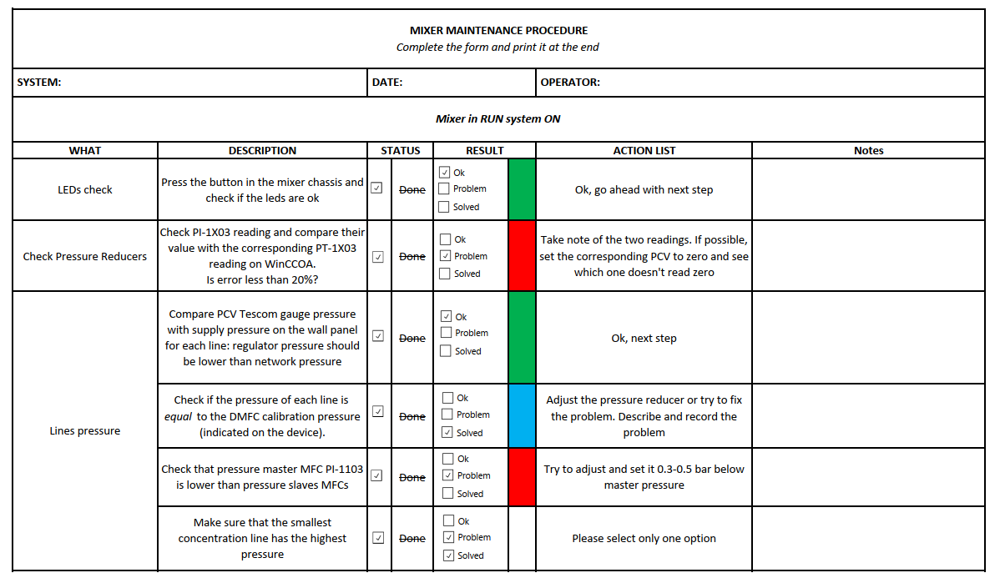 MIXER MAINTENANCE PROCEDURE
Complete the form and print it at the end
SYSTEM:
DATE:
OPERATOR:
Mixer in RUN system ON
WHAT
DESCRIPTION
STATUS
RESULT
ACTION LIST
Notes
LEDs check
Press the button in the mixer chassis and
check if the leds are ok
Done
Ok
Problem
Solved
Ok, go ahead with next step
Check Pressure Reducers
Check PI-1X03 reading and compare their
value with the corresponding PT-1X03
reading on WinCCOA.
Is error less than 20%?
Done
Ok
Problem
Solved
Take note of the two readings. If possible,
set the corresponding PCV to zero and see
which one doesn't read zero
Lines pressure
Compare PCV Tescom gauge pressure
with supply pressure on the wall panel
for each line: regulator pressure should
be lower than network pressure
Done
Ok
Problem
Solved
Ok, next step
Check if the pressure of each line is
equal to the DMFC calibration pressure
(indicated on the device).
Done
Ok
Problem
Solved
Adjust the pressure reducer or try to fix
the problem. Describe and record the
problem
Check that pressure master MFC PI-1103
is lower than pressure slaves MFCs
Done
Ok
Problem
Solved
Try to adjust and set it 0.3-0.5 bar below
master pressure
Make sure that the smallest
concentration line has the highest
pressure
Done
Ok
Problem
Solved
Please select only one option